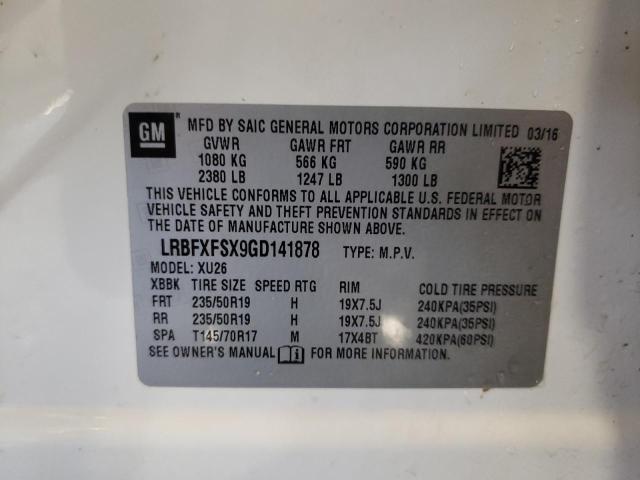 GM
MFD BY SAIC GENERAL MOTORS CORPORATION LIMITED 03/16
GVWR GAWR FRT GAWR RR
1080 KG 566 KG 590 KG
2380 LB 1247 LB 1300 LB
THIS VEHICLE CONFORMS TO ALL APPLICABLE U.S. FEDERAL MOTOR
VEHICLE SAFETY AND THEFT PREVENTION STANDARDS IN EFFECT ON
THE DATE OF MANUFACTURE SHOWN ABOVE.
LRBFXFSX9GD141878 TYPE: M.P.V.
MODEL: XU26
XBBK TIRE SIZE SPEED RTG RIM COLD TIRE PRESSURE
FRT 235/50R19 H 19X7.5J 240KPA(35PSI)
RR 235/50R19 H 19X7.5J 240KPA(35PSI)
SPA T145/70R17 M 17X4BT 420KPA(60PSI)
SEE OWNER'S MANUAL i FOR MORE INFORMATION.